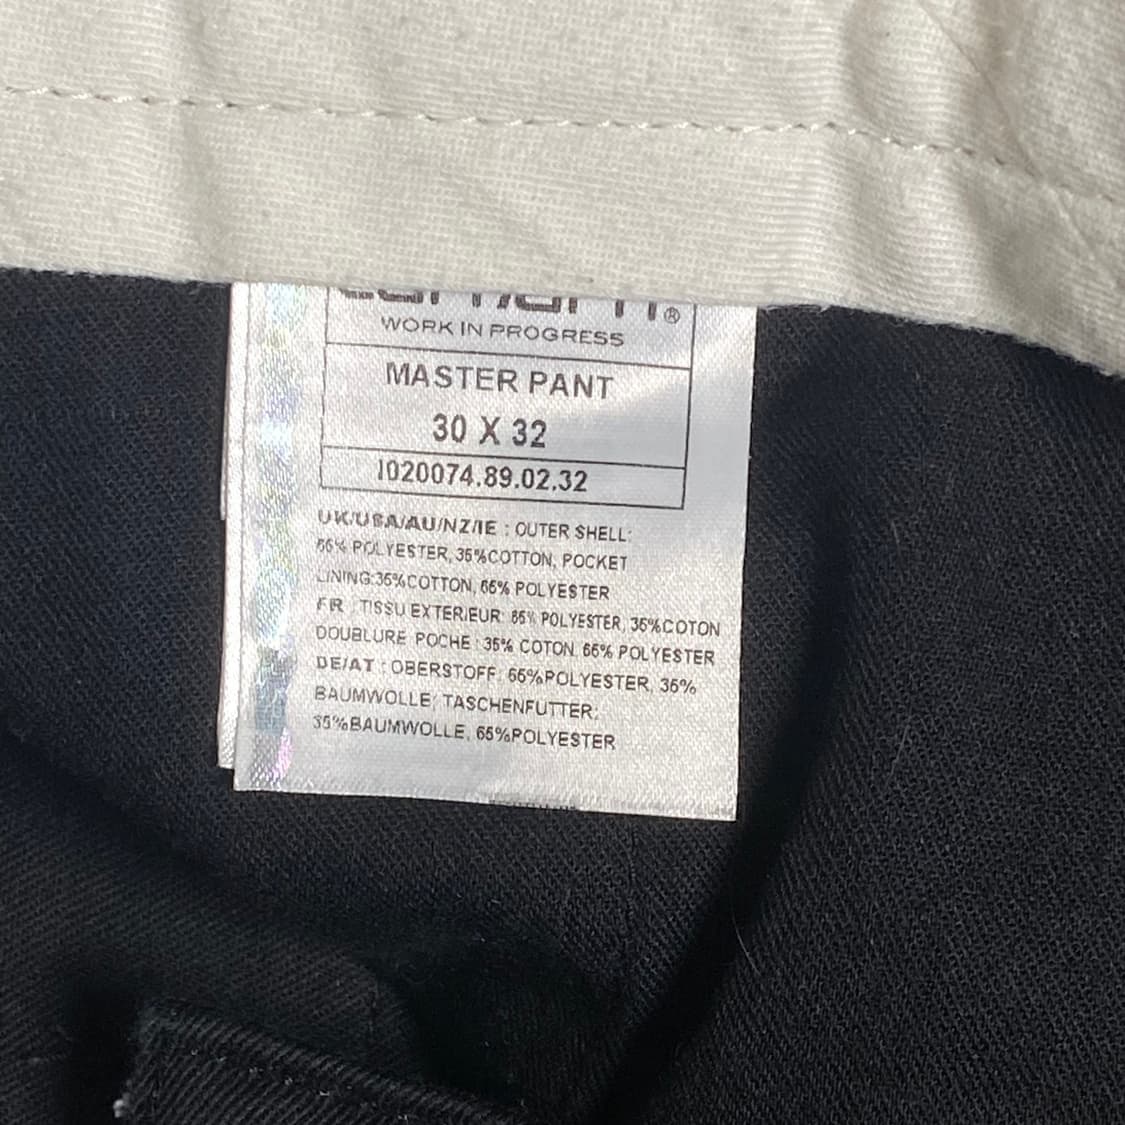 ®
WORK IN PROGRESS
MASTER PANT
30 X 32
I020074.89.02.32
UK/USA/AU/NZ/IE : OUTER SHELL:
65% POLYESTER, 35%COTTON, POCKET
LINING:35%COTTON, 65% POLYESTER
FR : TISSU EXTERIEUR: 65% POLYESTER, 35%COTON
DOUBLURE POCHE : 35% COTON, 65% POLYESTER
DE/AT : OBERSTOFF: 65%POLYESTER, 35%
BAUMWOLLE; TASCHENFUTTER:
35%BAUMWOLLE, 65%POLYESTER